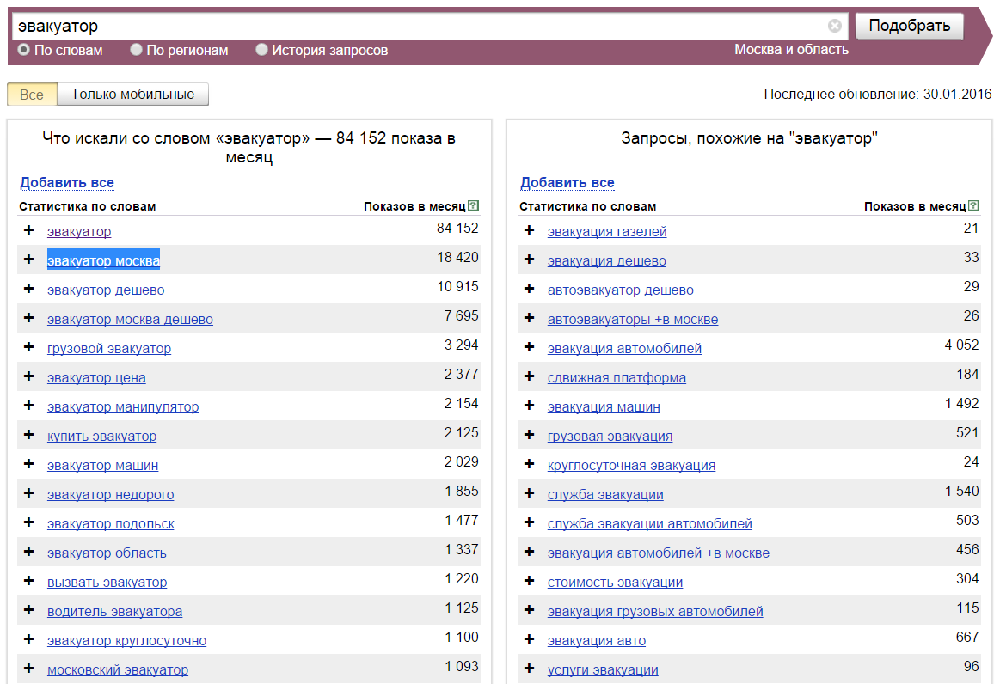 эвакуатор
Подобрать
По словам По регионам История запросов Москва и область
Все Только мобильные Последнее обновление: 30.01.2016
Что искали со словом «эвакуатор» — 84 152 показа в
месяц
Добавить все
Статистика по словам Показов в месяц ?
+ эвакуатор 84 152
+ эвакуатор москва 18 420
+ эвакуатор дешево 10 915
+ эвакуатор москва дешево 7 695
+ грузовой эвакуатор 3 294
+ эвакуатор цена 2 377
+ эвакуатор манипулятор 2 154
+ купить эвакуатор 2 125
+ эвакуатор машин 2 029
+ эвакуатор недорого 1 855
+ эвакуатор подольск 1 477
+ эвакуатор область 1 337
+ вызвать эвакуатор 1 220
+ водитель эвакуатора 1 125
+ эвакуатор круглосуточно 1 100
+ московский эвакуатор 1 093
Запросы, похожие на "эвакуатор"
Добавить все
Статистика по словам Показов в месяц ?
+ эвакуация газелей 21
+ эвакуация дешево 33
+ автоэвакуатор дешево 29
+ автоэвакуаторы +в москве 26
+ эвакуация автомобилей 4 052
+ сдвижная платформа 184
+ эвакуация машин 1 492
+ грузовая эвакуация 521
+ круглосуточная эвакуация 24
+ служба эвакуации 1 540
+ служба эвакуации автомобилей 503
+ эвакуация автомобилей +в москве 456
+ стоимость эвакуации 304
+ эвакуация грузовых автомобилей 115
+ эвакуация авто 667
+ услуги эвакуации 96